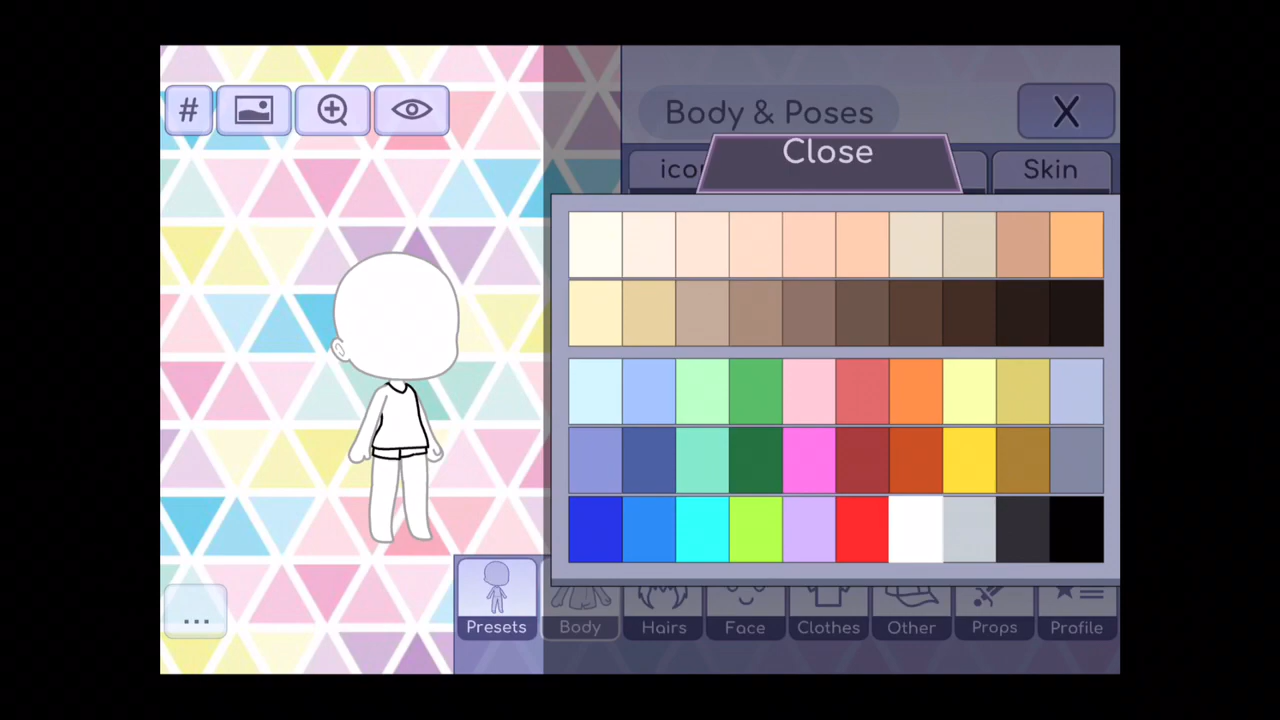 #
Body & Poses
X
Close
Skin
...
Presets
Body
Hairs
Face
Clothes
Other
Props
Profile